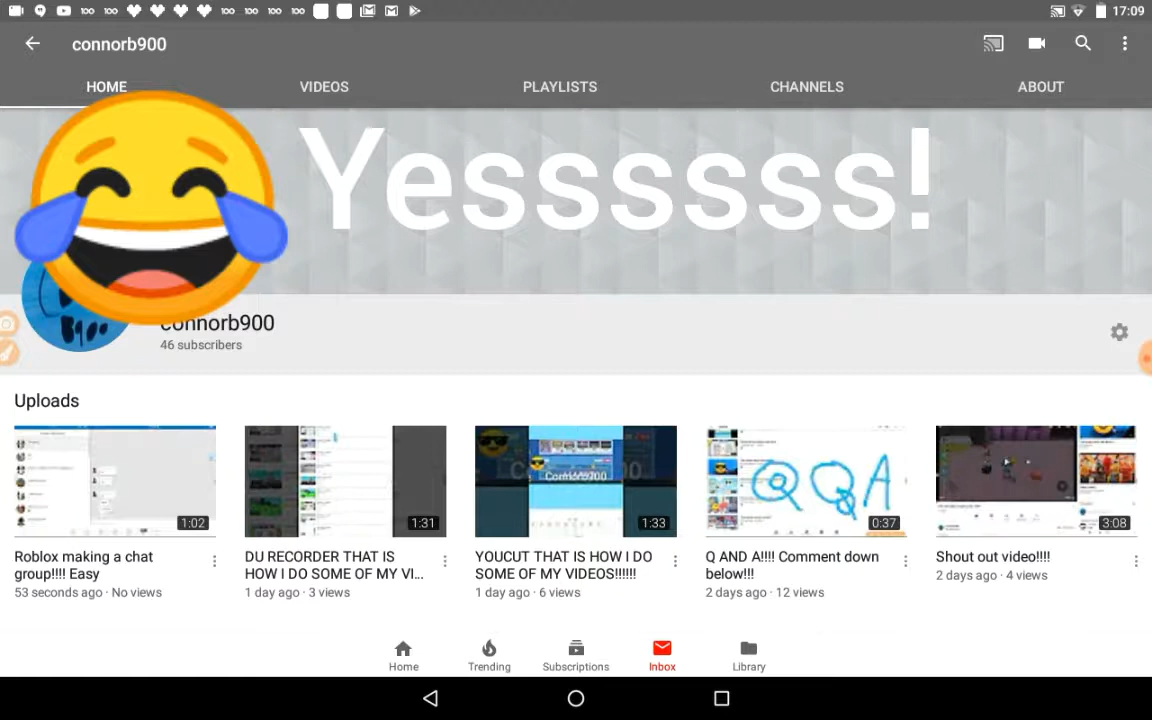 17:09
connorb900
HOME
VIDEOS
PLAYLISTS
CHANNELS
ABOUT
Yessssss!
B900
connorb900
46 subscribers
Uploads
1:02
1:31
Connorb900
1:33
QQA
0:37
3:08
Roblox making a chat
group!!!! Easy
53 seconds ago · No views
DU RECORDER THAT IS
HOW I DO SOME OF MY VI...
1 day ago · 3 views
YOUCUT THAT IS HOW I DO
SOME OF MY VIDEOS!!!!!!
1 day ago · 6 views
Q AND A!!!! Comment down
below!!!
2 days ago · 12 views
Shout out video!!!!
2 days ago · 4 views
Home
Trending
Subscriptions
Inbox
Library